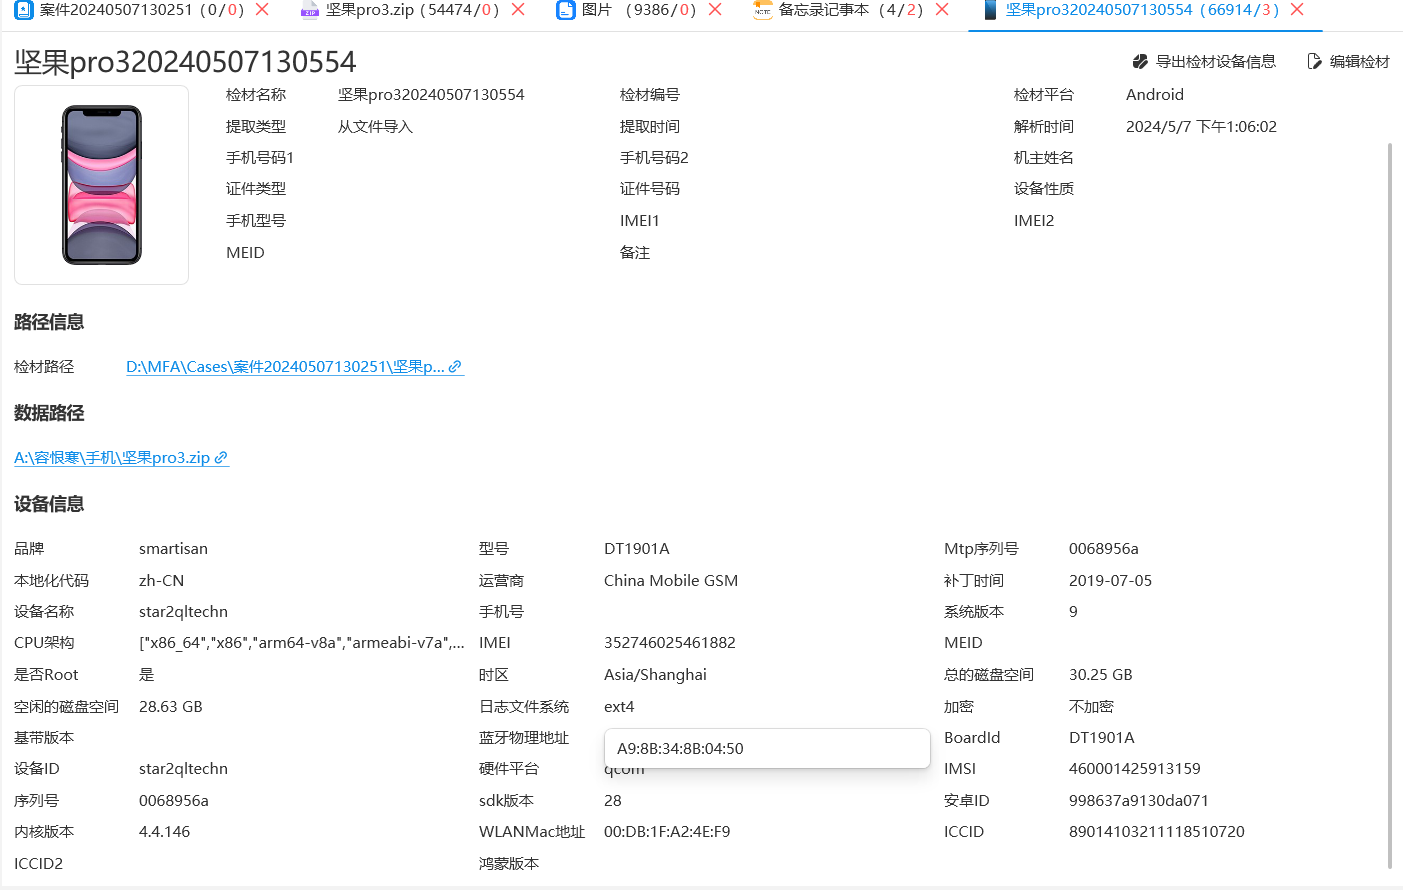 案件20240507130251（0/0） 坚果pro3.zip（54474/0） 图片 （9386/0） 备忘录记事本（4/2） 坚果pro320240507130554（66914/3）
坚果pro320240507130554 导出检材设备信息 编辑检材
检材名称 坚果pro320240507130554 检材编号 检材平台 Android
提取类型 从文件导入 提取时间 解析时间 2024/5/7 下午1:06:02
手机号码1 手机号码2 机主姓名
证件类型 证件号码 设备性质
手机型号 IMEI1 IMEI2
MEID 备注
路径信息
检材路径 D:\MFA\Cases\案件20240507130251\坚果p...
数据路径
A:\容恨寒\手机\坚果pro3.zip
设备信息
品牌 smartisan 型号 DT1901A Mtp序列号 0068956a
本地化代码 zh-CN 运营商 China Mobile GSM 补丁时间 2019-07-05
设备名称 star2qltechn 手机号 系统版本 9
CPU架构 ["x86_64","x86","arm64-v8a","armeabi-v7a",... IMEI 352746025461882 MEID
是否Root 是 时区 Asia/Shanghai 总的磁盘空间 30.25 GB
空闲的磁盘空间 28.63 GB 日志文件系统 ext4 加密 不加密
基带版本 蓝牙物理地址 A9:8B:34:8B:04:50 BoardId DT1901A
设备ID star2qltechn 硬件平台 qcom IMSI 460001425913159
序列号 0068956a sdk版本 28 安卓ID 998637a9130da071
内核版本 4.4.146 WLANMac地址 00:DB:1F:A2:4E:F9 ICCID 89014103211118510720
ICCID2 鸿蒙版本